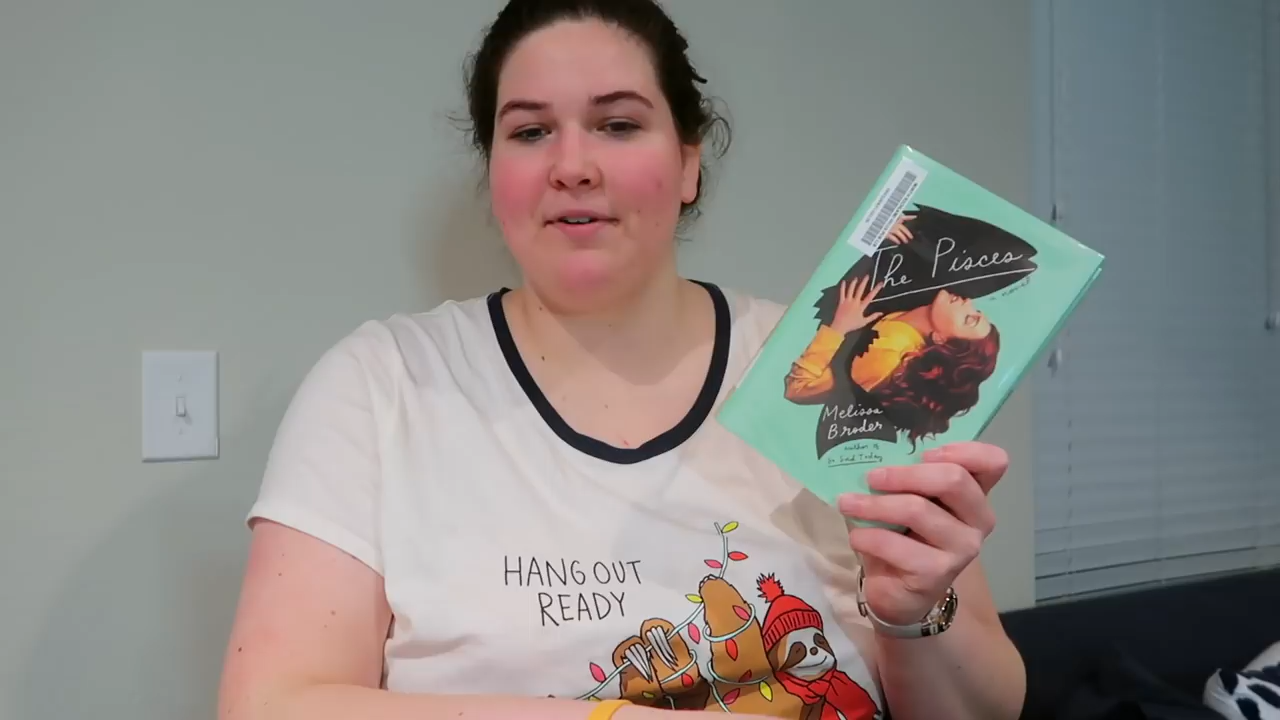 The Pisces
a novel
Melissa
Broder
author of
So Sad Today
HANG OUT
READY